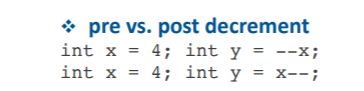 ❖ pre vs. post decrement
int x = 4; int y = --x;
int x = 4; int y = x--;